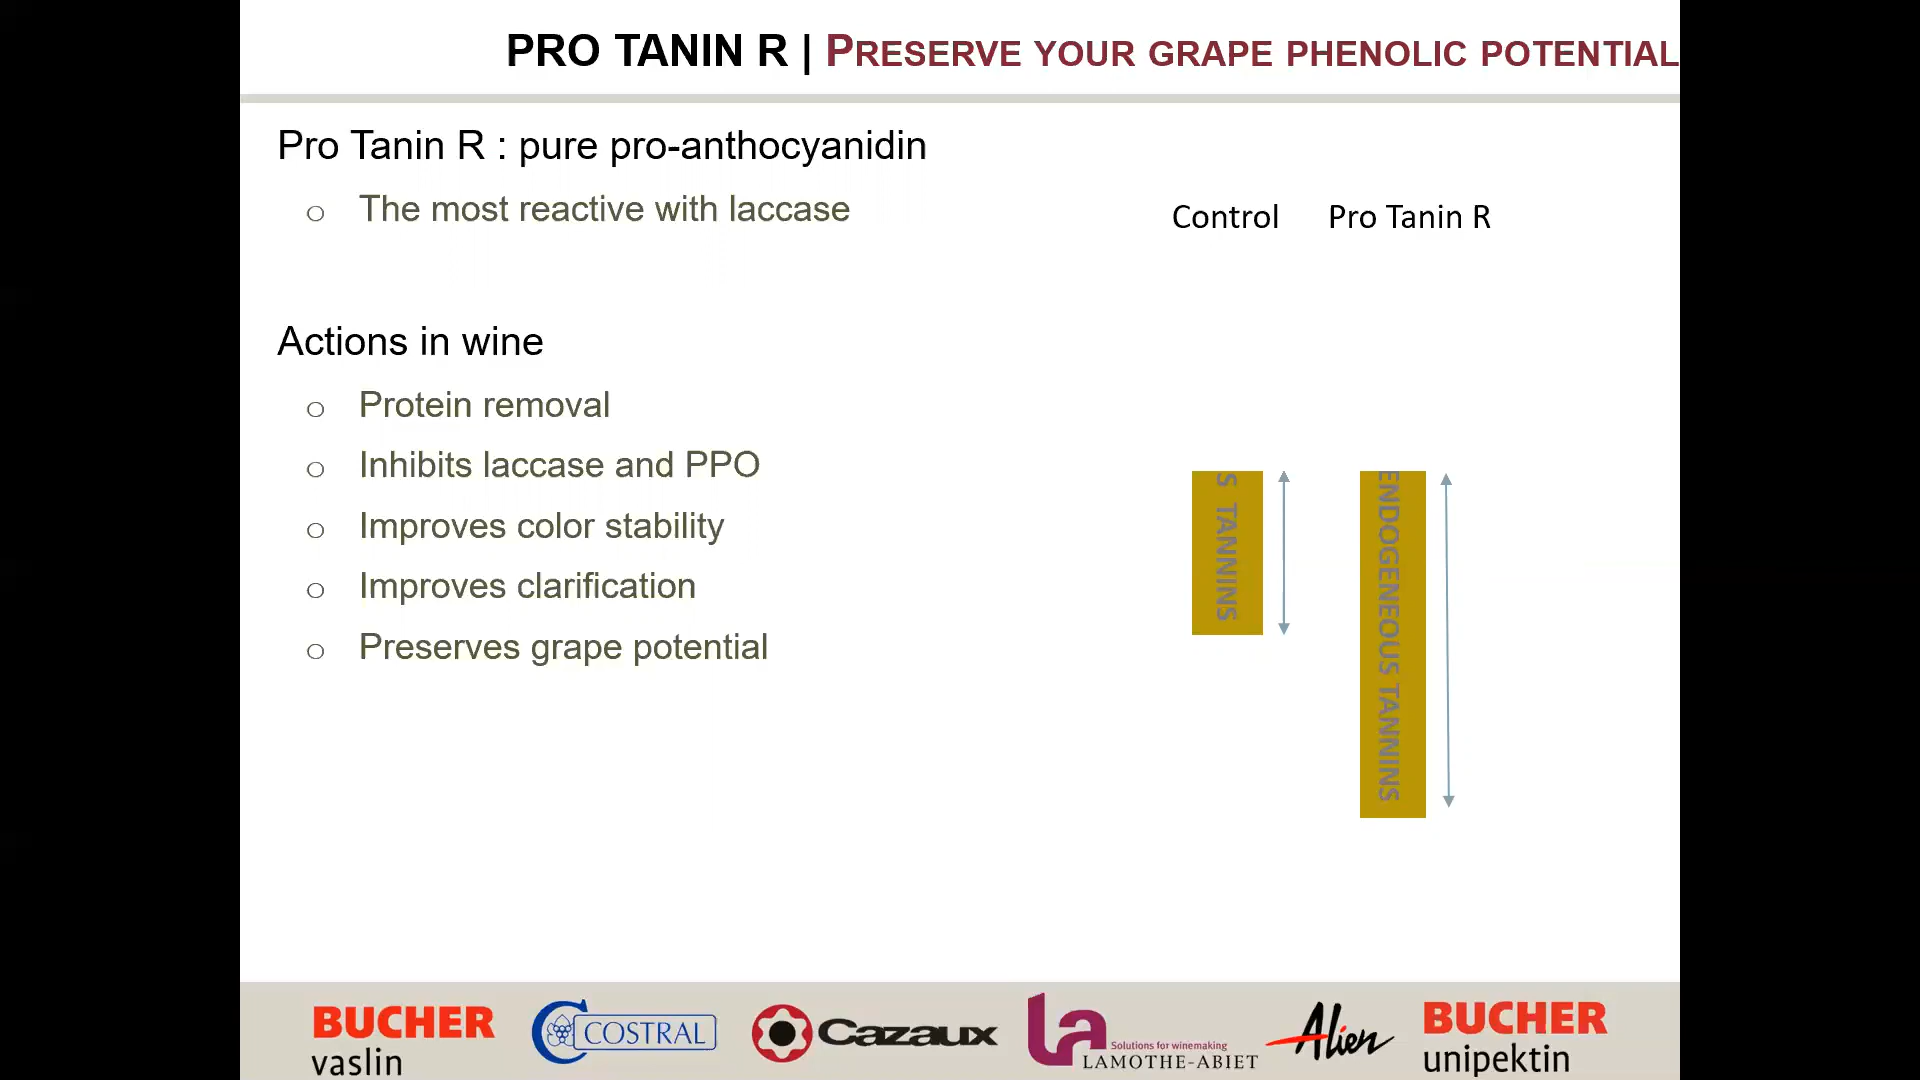 PRO TANIN R | PRESERVE YOUR GRAPE PHENOLIC POTENTIAL
Pro Tanin R : pure pro-anthocyanidin
o The most reactive with laccase
Control Pro Tanin R
Actions in wine
o Protein removal
o Inhibits laccase and PPO
o Improves color stability
o Improves clarification
o Preserves grape potential
S TANNINS
ENDOGENEOUS TANNINS
BUCHER
vaslin
COSTRAL
Cazaux
la
Solutions for winemaking
LAMOTHE-ABIET
Alien
BUCHER
unipektin